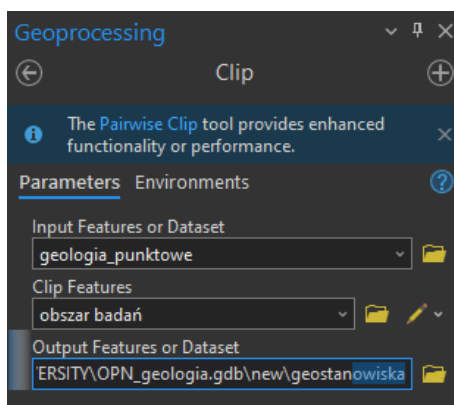 Geoprocessing
Clip
The Pairwise Clip tool provides enhanced
functionality or performance.
Parameters Environments
Input Features or Dataset
geologia_punktowe
Clip Features
obszar badań
Output Features or Dataset
ERSITY\OPN_geologia.gdb\new\geostanowiska